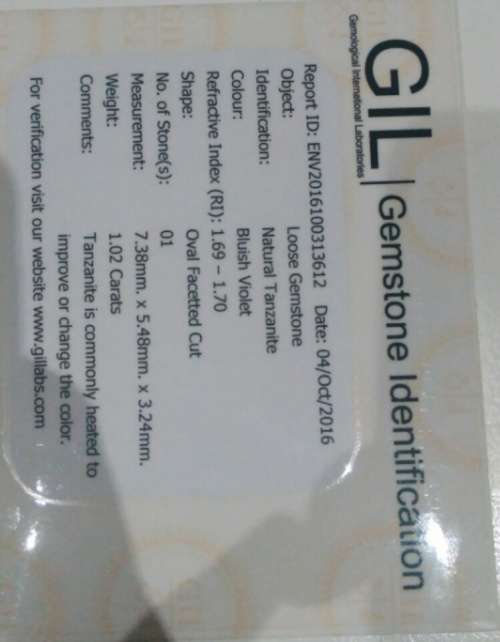 GIL | Gemstone Identification
Gemological International Laboratories
Report ID: ENV2016100313612 Date: 04/Oct/2016
Object: Loose Gemstone
Identification: Natural Tanzanite
Colour: Bluish Violet
Refractive Index (RI): 1.69 – 1.70
Shape: Oval Facetted Cut
No. of Stone(s): 01
Measurement: 7.38mm. x 5.48mm. x 3.24mm.
Weight: 1.02 Carats
Comments: Tanzanite is commonly heated to
improve or change the color.
For verification visit our website www.gillabs.com